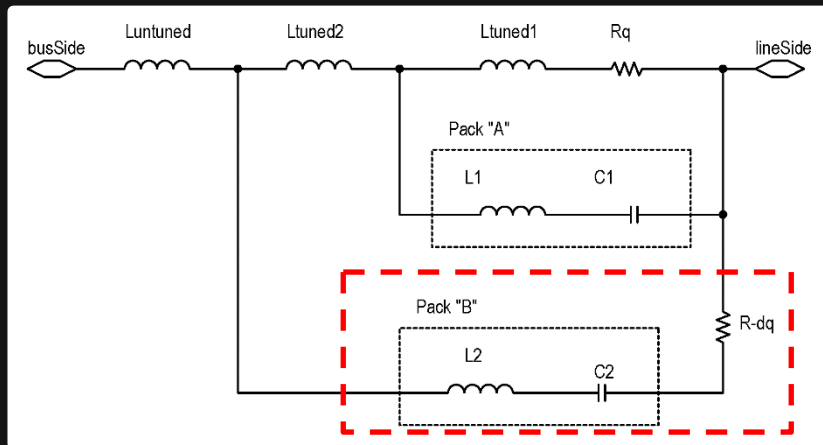 busSide
Luntuned
Ltuned2
Ltuned1
Rq
lineSide
Pack "A"
L1
C1
Pack "B"
R-dq
L2
C2